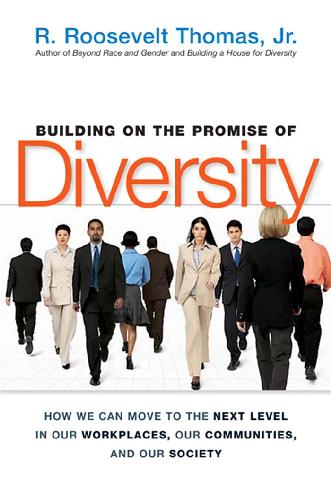 R. Roosevelt Thomas, Jr.
Author of Beyond Race and Gender and Building a House for Diversity
BUILDING ON THE PROMISE OF
Diversity
HOW WE CAN MOVE TO THE NEXT LEVEL
IN OUR WORKPLACES, OUR COMMUNITIES,
AND OUR SOCIETY